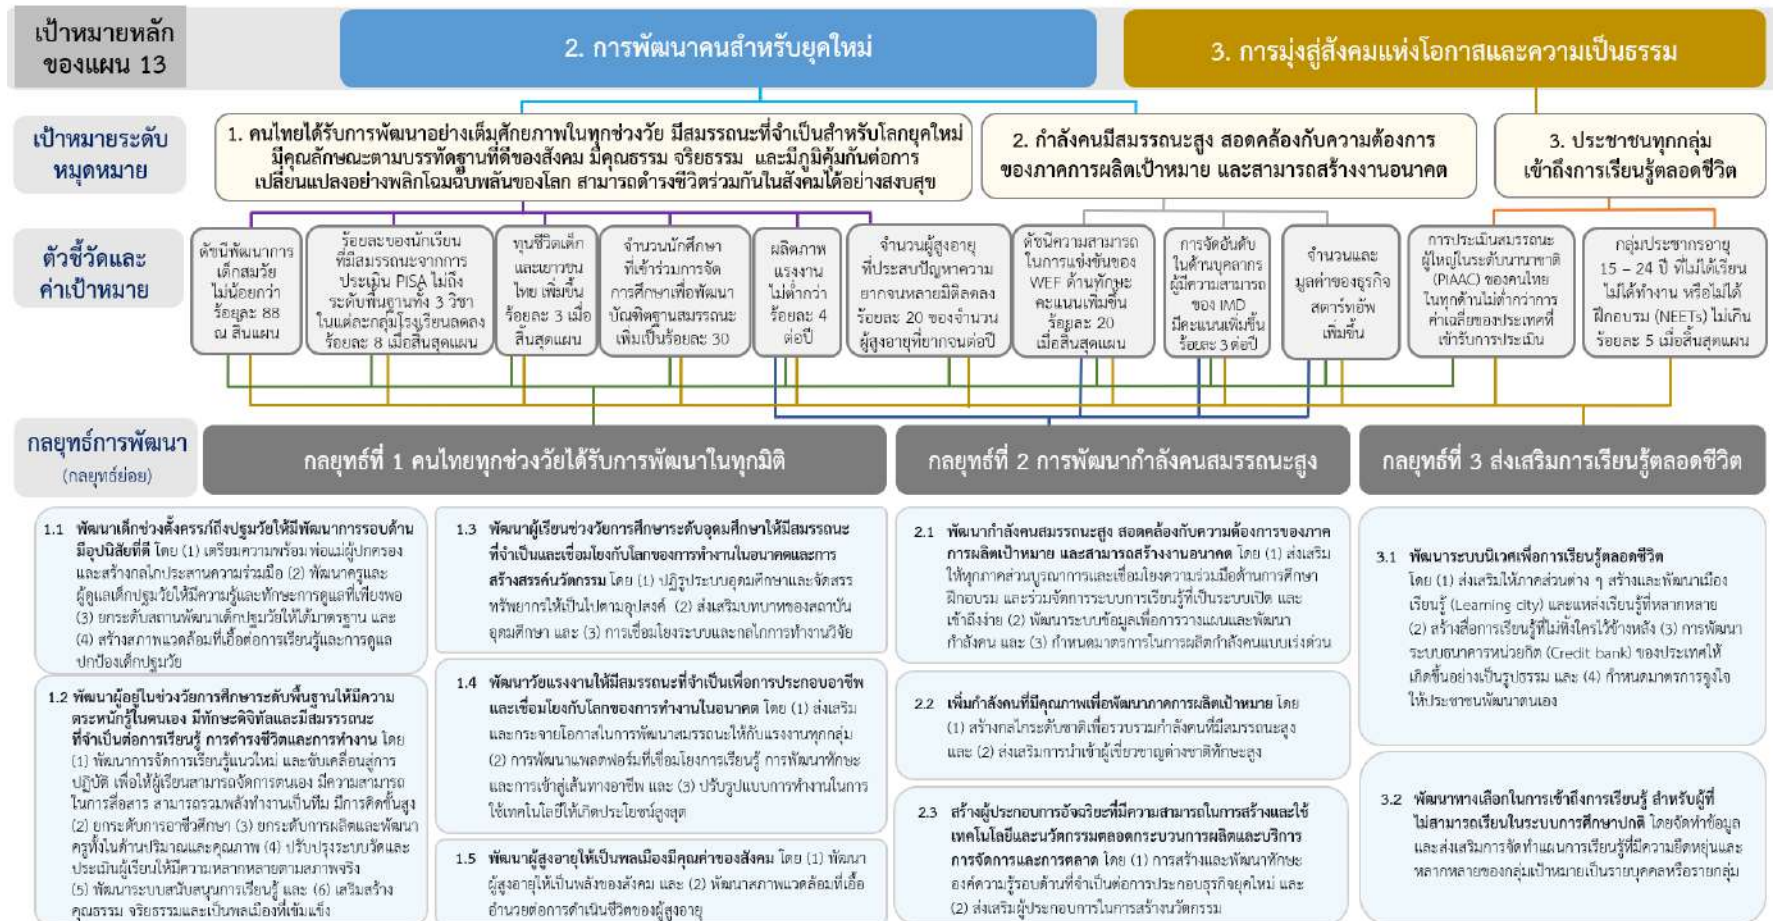 เป้าหมายหลัก
ของแผน 13
2. การพัฒนาคนสำหรับยุคใหม่
3. การมุ่งสู่สังคมแห่งโอกาสและความเป็นธรรม
เป้าหมายระดับ
หมุดหมาย
1. คนไทยได้รับการพัฒนาอย่างเต็มศักยภาพในทุกช่วงวัย มีสมรรถนะที่จำเป็นสำหรับโลกยุคใหม่
มีคุณลักษณะตามบรรทัดฐานที่ดีของสังคม มีคุณธรรม จริยธรรม และมีภูมิคุ้มกันต่อการ
เปลี่ยนแปลงอย่างพลิกโฉมฉับพลันของโลก สามารถดำรงชีวิตร่วมกันในสังคมได้อย่างสงบสุข
2. กำลังคนมีสมรรถนะสูง สอดคล้องกับความต้องการ
ของภาคการผลิตเป้าหมาย และสามารถสร้างงานอนาคต
3. ประชาชนทุกกลุ่ม
เข้าถึงการเรียนรู้ตลอดชีวิต
ตัวชี้วัดและ
ค่าเป้าหมาย
ดัชนีพัฒนาการ
เด็กสมวัย
ไม่น้อยกว่า
ร้อยละ 88
ณ สิ้นแผน
ร้อยละของนักเรียน
ที่มีสมรรถนะจากการ
ประเมิน PISA ไม่ถึง
ระดับพื้นฐานทั้ง 3 วิชา
ในแต่ละกลุ่มโรงเรียนลดลง
ร้อยละ 8 เมื่อสิ้นสุดแผน
ทุนชีวิตเด็ก
และเยาวชน
ไทย เพิ่มขึ้น
ร้อยละ 3 เมื่อ
สิ้นสุดแผน
จำนวนนักศึกษา
ที่เข้าร่วมการจัด
การศึกษาเพื่อพัฒนา
บัณฑิตฐานสมรรถนะ
เพิ่มเป็นร้อยละ 30
ผลิตภาพ
แรงงาน
ไม่ต่ำกว่า
ร้อยละ 4
ต่อปี
จำนวนผู้สูงอายุ
ที่ประสบปัญหาความ
ยากจนหลายมิติลดลง
ร้อยละ 20 ของจำนวน
ผู้สูงอายุที่ยากจนต่อปี
ดัชนีความสามารถ
ในการแข่งขันของ
WEF ด้านทักษะ
คะแนนเพิ่มขึ้น
ร้อยละ 20
เมื่อสิ้นสุดแผน
การจัดอันดับ
ในด้านบุคลากร
ผู้มีความสามารถ
ของ IMD
มีคะแนนเพิ่มขึ้น
ร้อยละ 3 ต่อปี
จำนวนและ
มูลค่าของธุรกิจ
สตาร์ทอัพ
เพิ่มขึ้น
การประเมินสมรรถนะ
ผู้ใหญ่ในระดับนานาชาติ
(PIAAC) ของคนไทย
ในทุกด้านไม่ต่ำกว่าการ
ค่าเฉลี่ยของประเทศที่
เข้ารับการประเมิน
กลุ่มประชากรอายุ
15 – 24 ปี ที่ไม่ได้เรียน
ไม่ได้ทำงาน หรือไม่ได้
ฝึกอบรม (NEETs) ไม่เกิน
ร้อยละ 5 เมื่อสิ้นสุดแผน
กลยุทธ์การพัฒนา
(กลยุทธ์ย่อย)
กลยุทธ์ที่ 1 คนไทยทุกช่วงวัยได้รับการพัฒนาในทุกมิติ
กลยุทธ์ที่ 2 การพัฒนากำลังคนสมรรถนะสูง
กลยุทธ์ที่ 3 ส่งเสริมการเรียนรู้ตลอดชีวิต
1.1 พัฒนาเด็กช่วงตั้งครรภ์ถึงปฐมวัยให้มีพัฒนาการรอบด้าน
มีอุปนิสัยที่ดี โดย (1) เตรียมความพร้อมพ่อแม่ผู้ปกครอง
และสร้างกลไกประสานความร่วมมือ (2) พัฒนาครูและ
ผู้ดูแลเด็กปฐมวัยให้มีความรู้และทักษะการดูแลที่เพียงพอ
(3) ยกระดับสถานพัฒนาเด็กปฐมวัยให้ได้มาตรฐาน และ
(4) สร้างสภาพแวดล้อมที่เอื้อต่อการเรียนรู้และการดูแล
ปกป้องเด็กปฐมวัย
1.2 พัฒนาผู้อยู่ในช่วงวัยการศึกษาระดับพื้นฐานให้มีความ
ตระหนักรู้ในตนเอง มีทักษะดิจิทัลและมีสมรรรถนะ
ที่จำเป็นต่อการเรียนรู้ การดำรงชีวิตและการทำงาน โดย
(1) พัฒนาการจัดการเรียนรู้แนวใหม่ และขับเคลื่อนสู่การ
ปฏิบัติ เพื่อให้ผู้เรียนสามารถจัดการตนเอง มีความสามารถ
ในการสื่อสาร สามารถรวมพลังทำงานเป็นทีม มีการคิดขั้นสูง
(2) ยกระดับการอาชีวศึกษา (3) ยกระดับการผลิตและพัฒนา
ครูทั้งในด้านปริมาณและคุณภาพ (4) ปรับปรุงระบบวัดและ
ประเมินผู้เรียนให้มีความหลากหลายตามสภาพจริง
(5) พัฒนาระบบสนับสนุนการเรียนรู้ และ (6) เสริมสร้าง
คุณธรรม จริยธรรมและเป็นพลเมืองที่เข้มแข็ง
1.3 พัฒนาผู้เรียนช่วงวัยการศึกษาระดับอุดมศึกษาให้มีสมรรถนะ
ที่จำเป็นและเชื่อมโยงกับโลกของการทำงานในอนาคตและการ
สร้างสรรค์นวัตกรรม โดย (1) ปฏิรูประบบอุดมศึกษาและจัดสรร
ทรัพยากรให้เป็นไปตามอุปสงค์ (2) ส่งเสริมบทบาทของสถาบัน
อุดมศึกษา และ (3) การเชื่อมโยงระบบและกลไกการทำงานวิจัย
1.4 พัฒนาวัยแรงงานให้มีสมรรถนะที่จำเป็นเพื่อการประกอบอาชีพ
และเชื่อมโยงกับโลกของการทำงานในอนาคต โดย (1) ส่งเสริม
และกระจายโอกาสในการพัฒนาสมรรถนะให้กับแรงงานทุกกลุ่ม
(2) การพัฒนาแพลตฟอร์มที่เชื่อมโยงการเรียนรู้ การพัฒนาทักษะ
และการเข้าสู่เส้นทางอาชีพ และ (3) ปรับรูปแบบการทำงานในการ
ใช้เทคโนโลยีให้เกิดประโยชน์สูงสุด
1.5 พัฒนาผู้สูงอายุให้เป็นพลเมืองมีคุณค่าของสังคม โดย (1) พัฒนา
ผู้สูงอายุให้เป็นพลังของสังคม และ (2) พัฒนาสภาพแวดล้อมที่เอื้อ
อำนวยต่อการดำเนินชีวิตของผู้สูงอายุ
2.1 พัฒนากำลังคนสมรรถนะสูง สอดคล้องกับความต้องการของภาค
การผลิตเป้าหมาย และสามารถสร้างงานอนาคต โดย (1) ส่งเสริม
ให้ทุกภาคส่วนบูรณาการและเชื่อมโยงความร่วมมือด้านการศึกษา
ฝึกอบรม และร่วมจัดการระบบการเรียนรู้ที่เป็นระบบเปิด และ
เข้าถึงง่าย (2) พัฒนาระบบข้อมูลเพื่อการวางแผนและพัฒนา
กำลังคน และ (3) กำหนดมาตรการในการผลิตกำลังคนแบบเร่งด่วน
2.2 เพิ่มกำลังคนที่มีคุณภาพเพื่อพัฒนาภาคการผลิตเป้าหมาย โดย
(1) สร้างกลไกระดับชาติเพื่อรวบรวมกำลังคนที่มีสมรรถนะสูง
และ (2) ส่งเสริมการนำเข้าผู้เชี่ยวชาญต่างชาติทักษะสูง
2.3 สร้างผู้ประกอบการอัจฉริยะที่มีความสามารถในการสร้างและใช้
เทคโนโลยีและนวัตกรรมตลอดกระบวนการผลิตและบริการ
การจัดการและการตลาด โดย (1) การสร้างและพัฒนาทักษะ
องค์ความรู้รอบด้านที่จำเป็นต่อการประกอบธุรกิจยุคใหม่ และ
(2) ส่งเสริมผู้ประกอบการในการสร้างนวัตกรรม
3.1 พัฒนาระบบนิเวศเพื่อการเรียนรู้ตลอดชีวิต
โดย (1) ส่งเสริมให้ภาคส่วนต่าง ๆ สร้างและพัฒนาเมือง
เรียนรู้ (Learning city) และแหล่งเรียนรู้ที่หลากหลาย
(2) สร้างสื่อการเรียนรู้ที่ไม่ทิ้งใครไว้ข้างหลัง (3) การพัฒนา
ระบบธนาคารหน่วยกิต (Credit bank) ของประเทศให้
เกิดขึ้นอย่างเป็นรูปธรรม และ (4) กำหนดมาตรการจูงใจ
ให้ประชาชนพัฒนาตนเอง
3.2 พัฒนาทางเลือกในการเข้าถึงการเรียนรู้ สำหรับผู้ที่
ไม่สามารถเรียนในระบบการศึกษาปกติ โดยจัดทำข้อมูล
และส่งเสริมการจัดทำแผนการเรียนรู้ที่มีความยืดหยุ่นและ
หลากหลายของกลุ่มเป้าหมายเป็นรายบุคคลหรือรายกลุ่ม